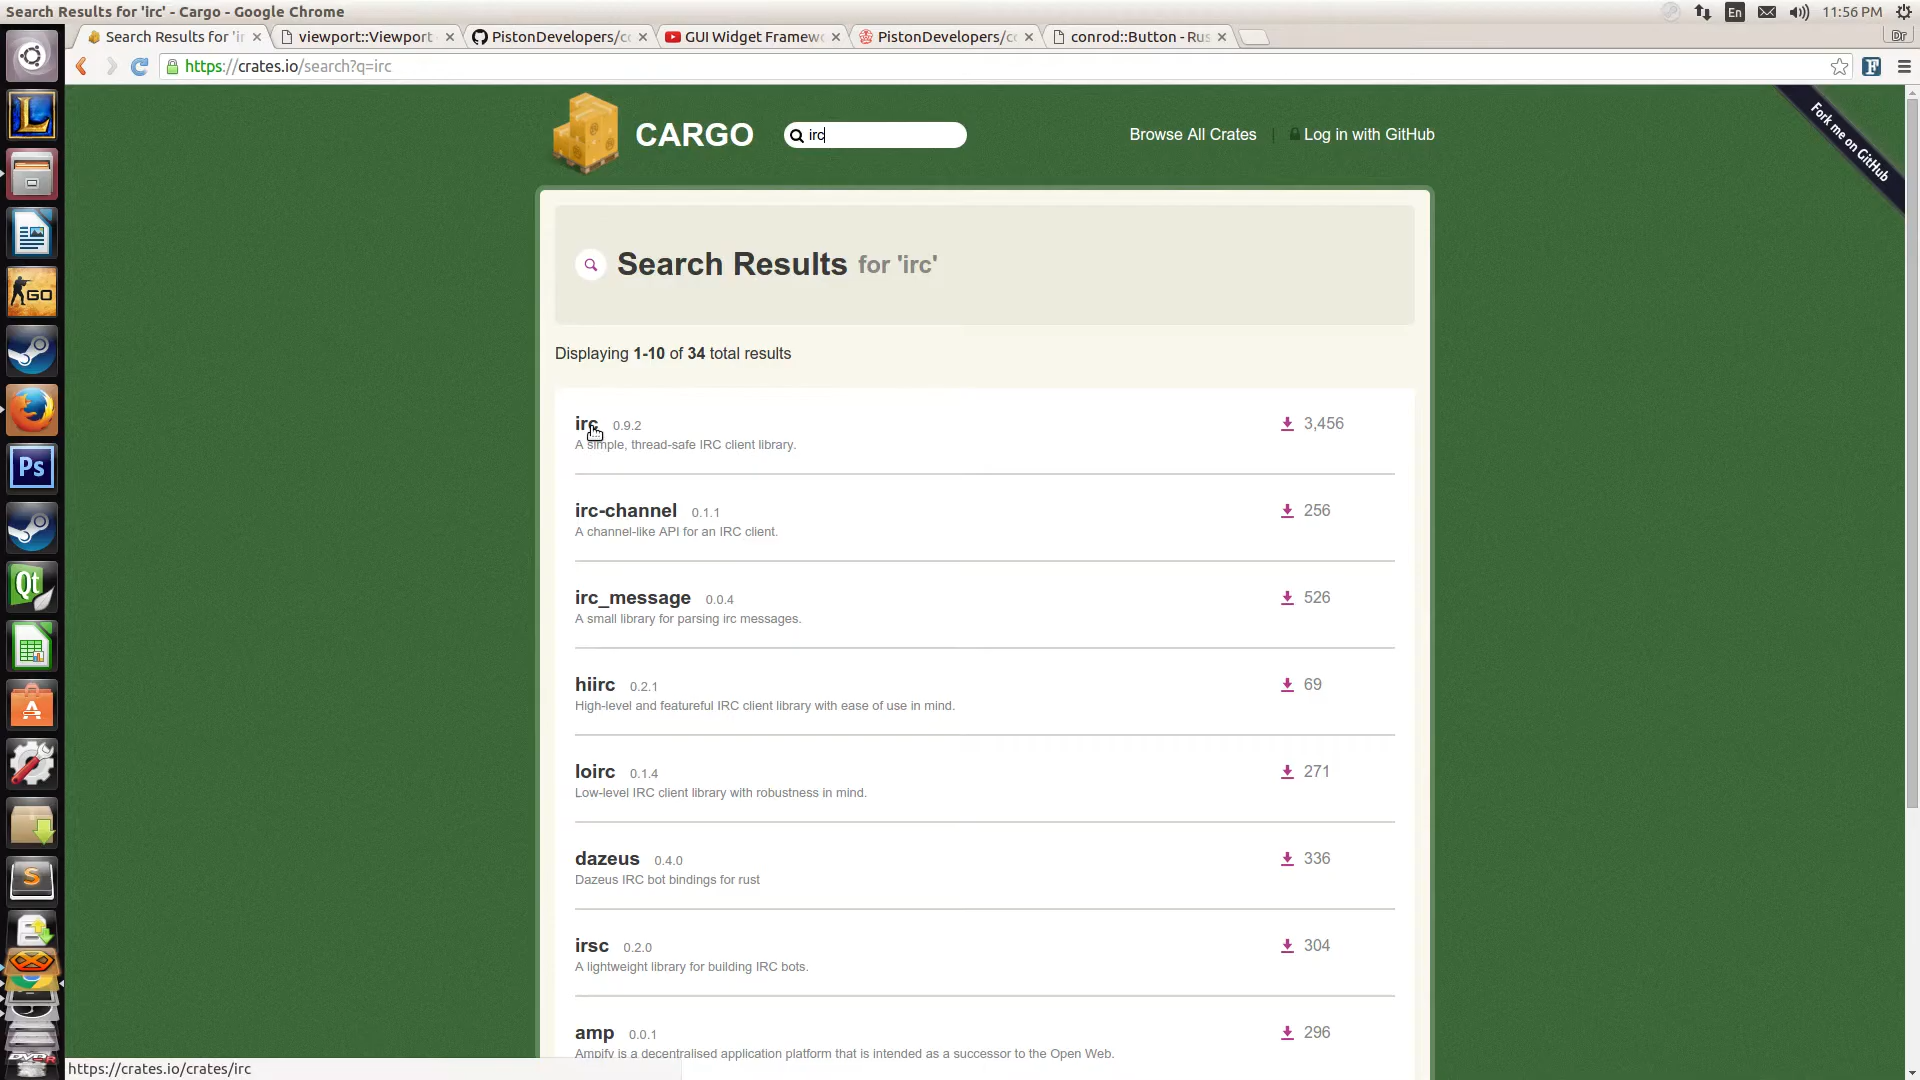 Search Results for 'irc' - Cargo - Google Chrome
En
11:56 PM
Search Results for 'ir
viewport::Viewport
PistonDevelopers/c
GUI Widget Framew
PistonDevelopers/c
conrod::Button - Rus
Dr
https://crates.io/search?q=irc
CARGO
irc
Browse All Crates
Log in with GitHub
Fork me on GitHub
Search Results for 'irc'
Displaying 1-10 of 34 total results
irc 0.9.2 3,456
A simple, thread-safe IRC client library.
irc-channel 0.1.1 256
A channel-like API for an IRC client.
irc_message 0.0.4 526
A small library for parsing irc messages.
hiirc 0.2.1 69
High-level and featureful IRC client library with ease of use in mind.
loirc 0.1.4 271
Low-level IRC client library with robustness in mind.
dazeus 0.4.0 336
Dazeus IRC bot bindings for rust
irsc 0.2.0 304
A lightweight library for building IRC bots.
amp 0.0.1 296
Ampify is a decentralised application platform that is intended as a successor to the Open Web.
https://crates.io/crates/irc
L
GO
Ps
Qt
A
S